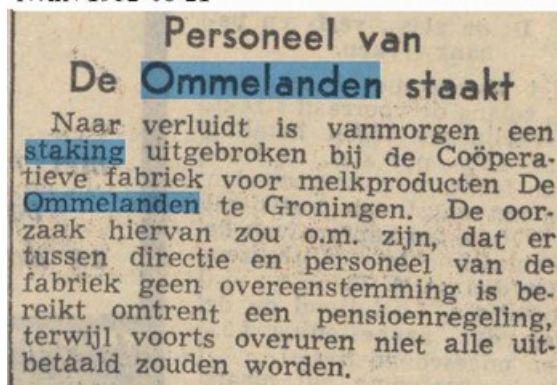 Personeel van
De Ommelanden staakt
Naar verluidt is vanmorgen een
staking uitgebroken bij de Coöpera-
tieve fabriek voor melkproducten De
Ommelanden te Groningen. De oor-
zaak hiervan zou o.m. zijn, dat er
tussen directie en personeel van de
fabriek geen overeenstemming is be-
reikt omtrent een pensioenregeling,
terwijl voorts overuren niet alle uit-
betaald zouden worden.